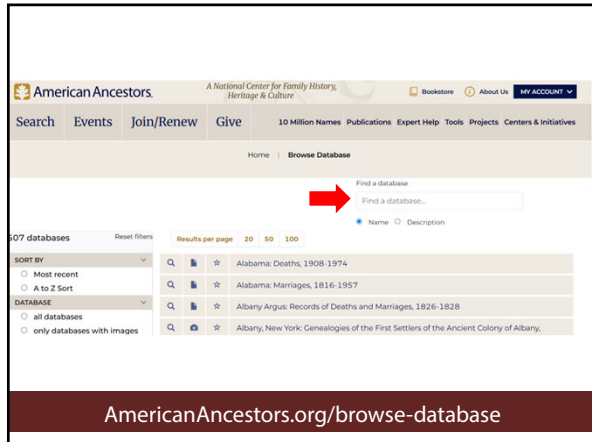 American Ancestors.
A National Center for Family History,
Heritage & Culture
Bookstore
About Us
MY ACCOUNT
Search Events Join/Renew Give 10 Million Names Publications Expert Help Tools Projects Centers & Initiatives
Home | Browse Database
Find a database
Find a database..
Name Description
507 databases Reset filters Results per page 20 50 100
SORT BY
Most recent
A to Z Sort
DATABASE
all databases
only databases with images
Alabama: Deaths, 1908-1974
Alabama: Marriages, 1816-1957
Albany Argus: Records of Deaths and Marriages, 1826-1828
Albany, New York: Genealogies of the First Settlers of the Ancient Colony of Albany,
AmericanAncestors.org/browse-database